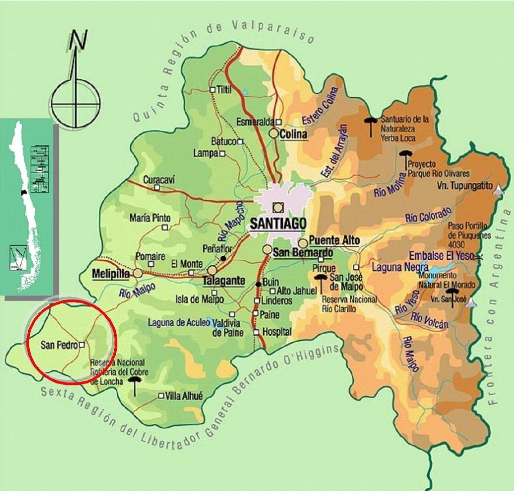 N
Quinta Región de Valparaíso
Tiltil
Esmeralda
Colina
Estero Colina
Batuco
Lampa
Est. del Arrayán
Santuario de la
Naturaleza
Yerba Loca
Proyecto
Parque Río Olivares
Río Molina
Vn. Tupungatito
Curacaví
María Pinto
Río Mapocho
SANTIAGO
Río Colorado
Paso Portillo
de Piuquenes
4030
Puente Alto
San Bernardo
Peñaflor
Pomaire
El Monte
Melipilla
Talagante
Pirque
San José
de Maipo
Laguna Negra
Embalse El Yeso
Monumento
Natural El Morado
Vn. San José
Reserva Nacional
Río Clarillo
Río Yeso
Río Volcán
Río Maipo
Río Maipo
Isla de Maipo
Buin
Linderos
Alto Jahuel
Paine
Laguna de Aculeo
Valdivia
de Paine
Hospital
San Pedro
Reserva Nacional
Roblería del Cobre
de Loncha
Villa Alhué
Sexta Región del Libertador General Bernardo O'Higgins
Frontera con Argentina